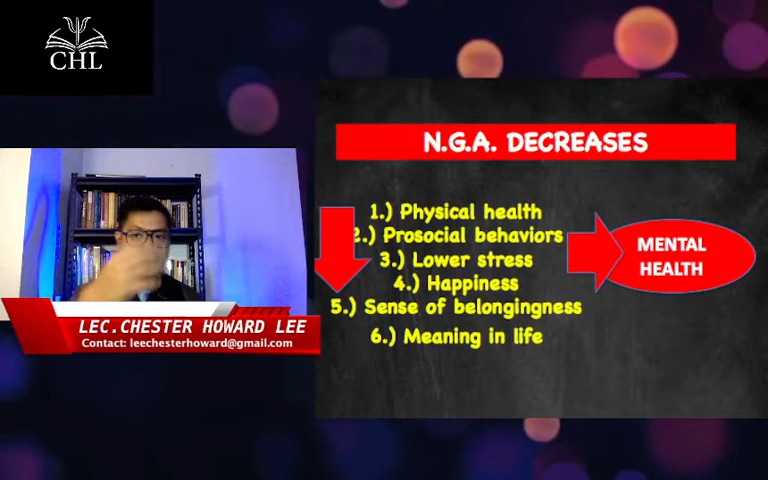 CHL
N.G.A. DECREASES
1.) Physical health
2.) Prosocial behaviors
3.) Lower stress
4.) Happiness
5.) Sense of belongingness
6.) Meaning in life
MENTAL
HEALTH
LEC.CHESTER HOWARD LEE
Contact: leechesterhoward@gmail.com